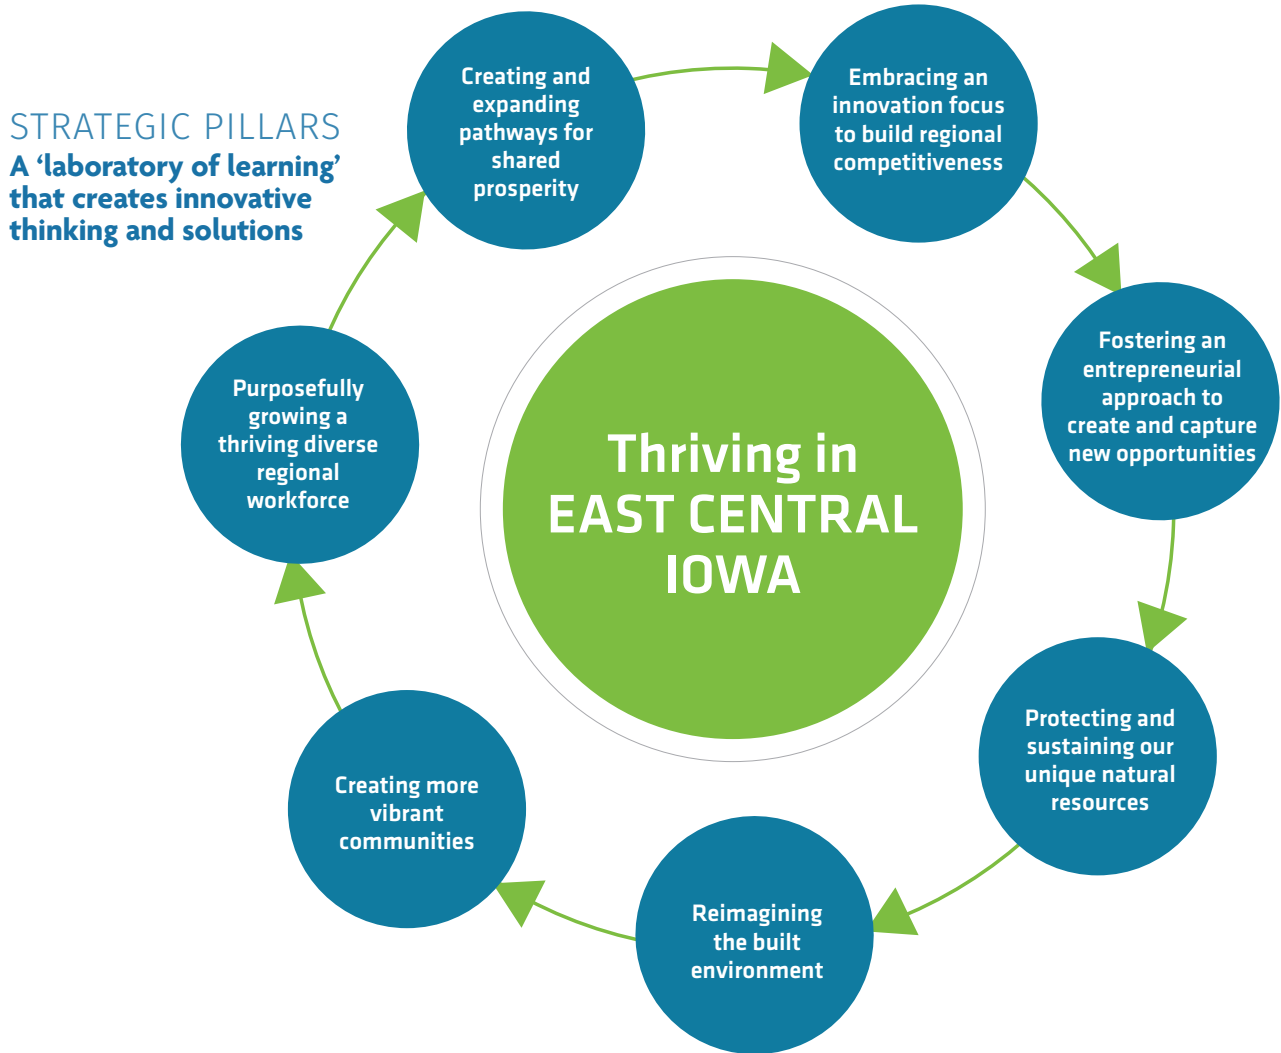 STRATEGIC PILLARS
A ‘laboratory of learning’
that creates innovative
thinking and solutions
Creating and
expanding
pathways for
shared
prosperity
Embracing an
innovation focus
to build regional
competitiveness
Fostering an
entrepreneurial
approach to
create and capture
new opportunities
Protecting and
sustaining our
unique natural
resources
Reimagining
the built
environment
Creating more
vibrant
communities
Purposefully
growing a
thriving diverse
regional
workforce
Thriving in
EAST CENTRAL
IOWA